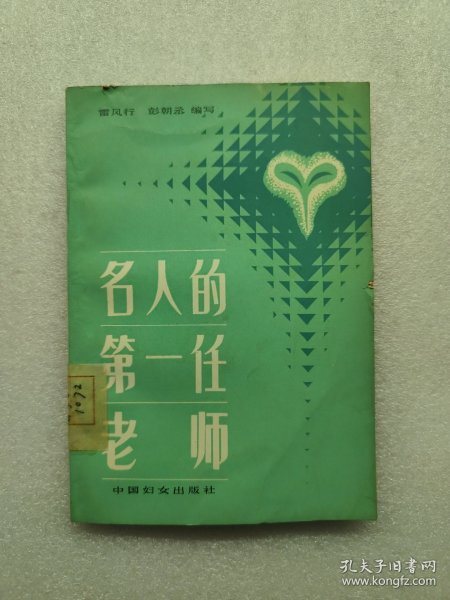 雷风行 彭朝丞 编写
名人的
第一任
老师
1072
中国妇女出版社
孔夫子旧书网
www.kongfz.com